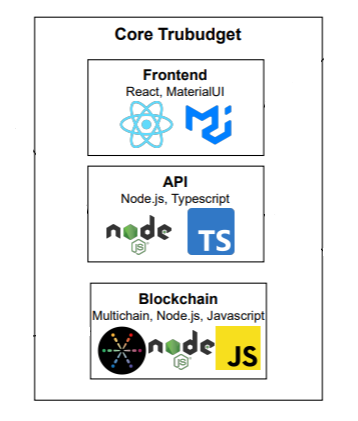 Core Trubudget
Frontend
React, MaterialUI
API
Node.js, Typescript
node
JS
TS
Blockchain
Multichain, Node.js, Javascript
node
JS
JS